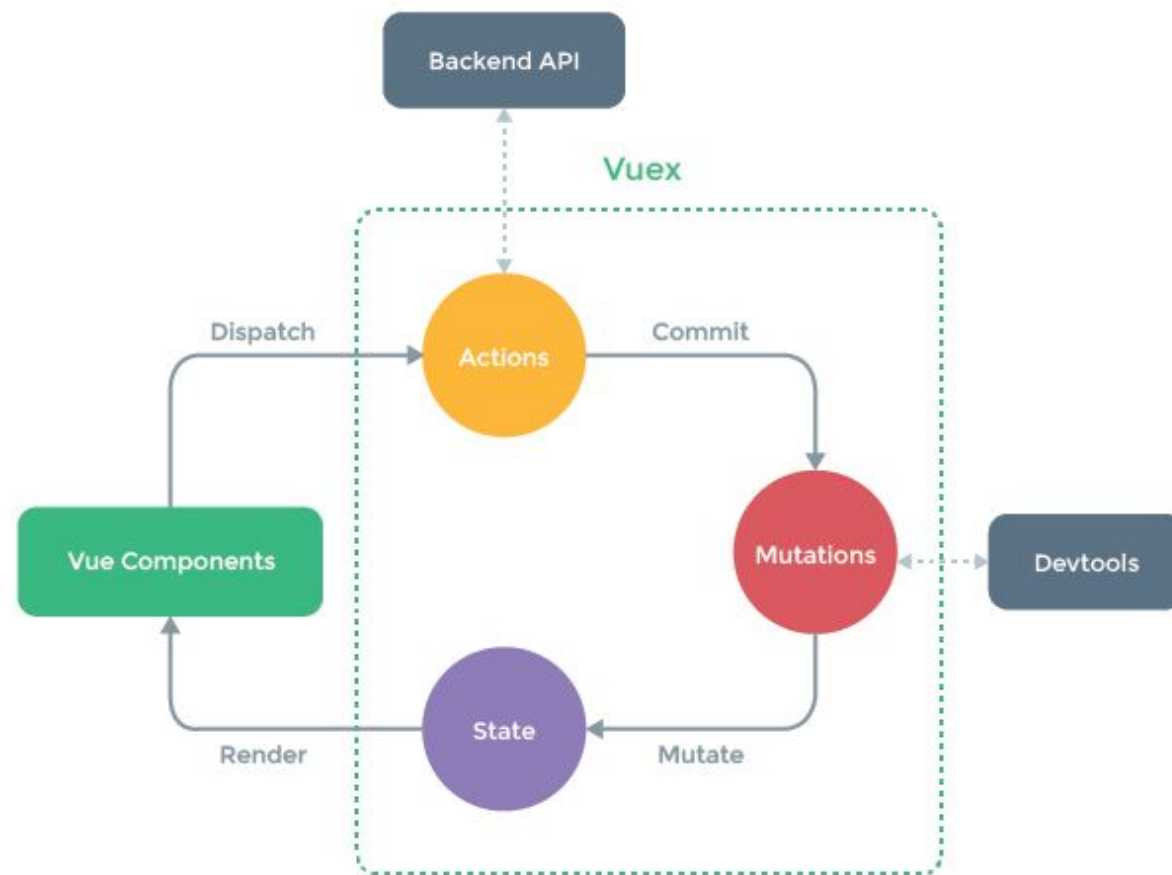 Backend API
Vuex
Dispatch
Commit
Actions
Vue Components
Mutations
Devtools
State
Render
Mutate